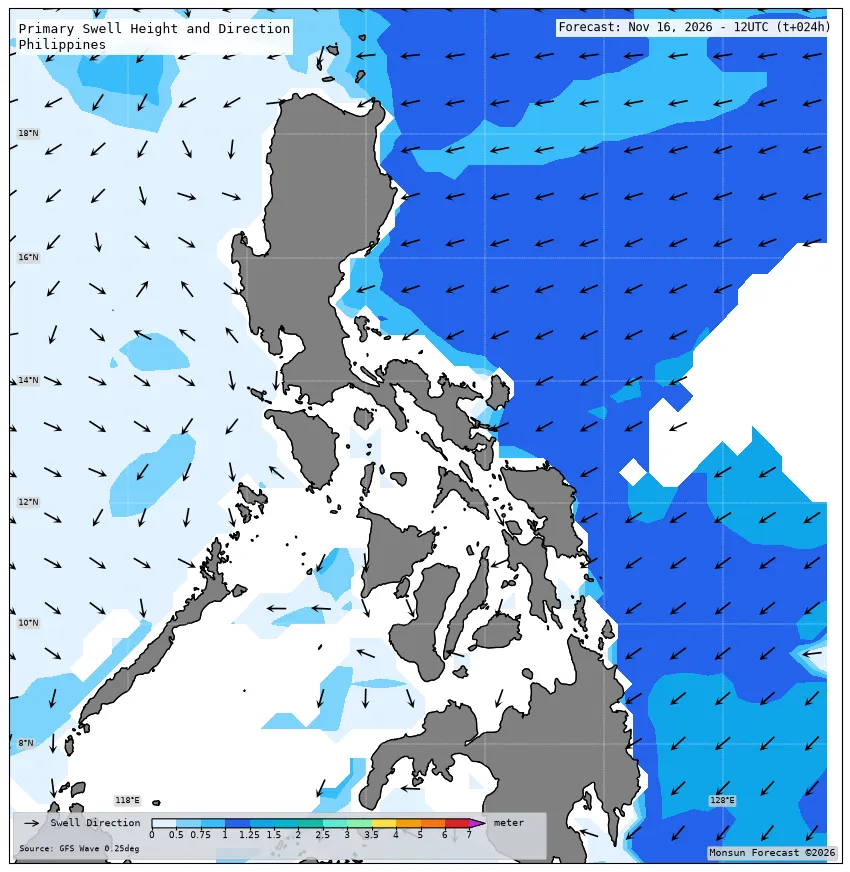 Primary Swell Height and Direction
Philippines
Forecast: Nov 16, 2026 - 12UTC (t+024h)
18°N
16°N
14°N
12°N
10°N
8°N
118°E
128°E
Swell Direction
meter
0 0.5 0.75 1 1.25 1.5 2 2.5 3 3.5 4 5 6 7
Source: GFS Wave 0.25deg
Monsun Forecast ©2026